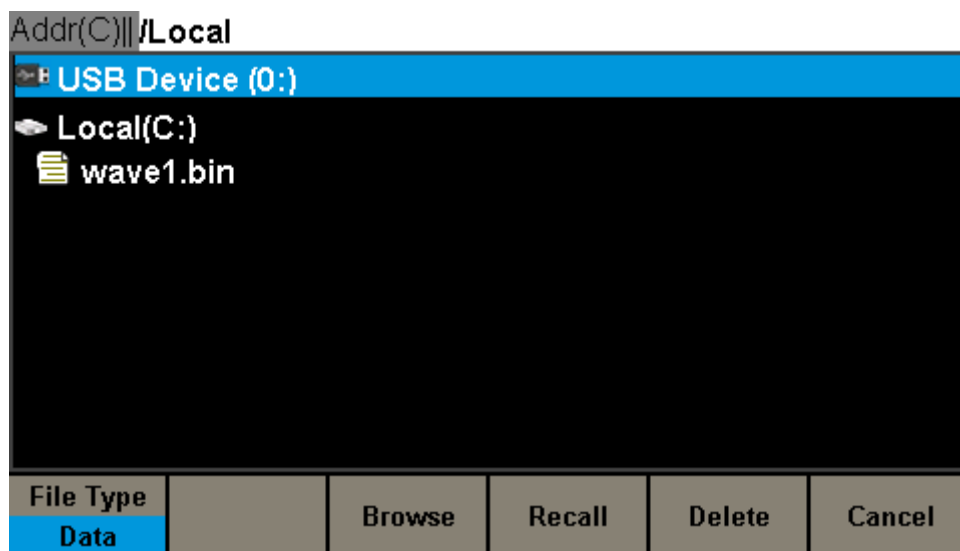 Addr(C)|| /Local
USB Device (0:)
Local(C:)
wave1.bin
File Type
Data
Browse
Recall
Delete
Cancel